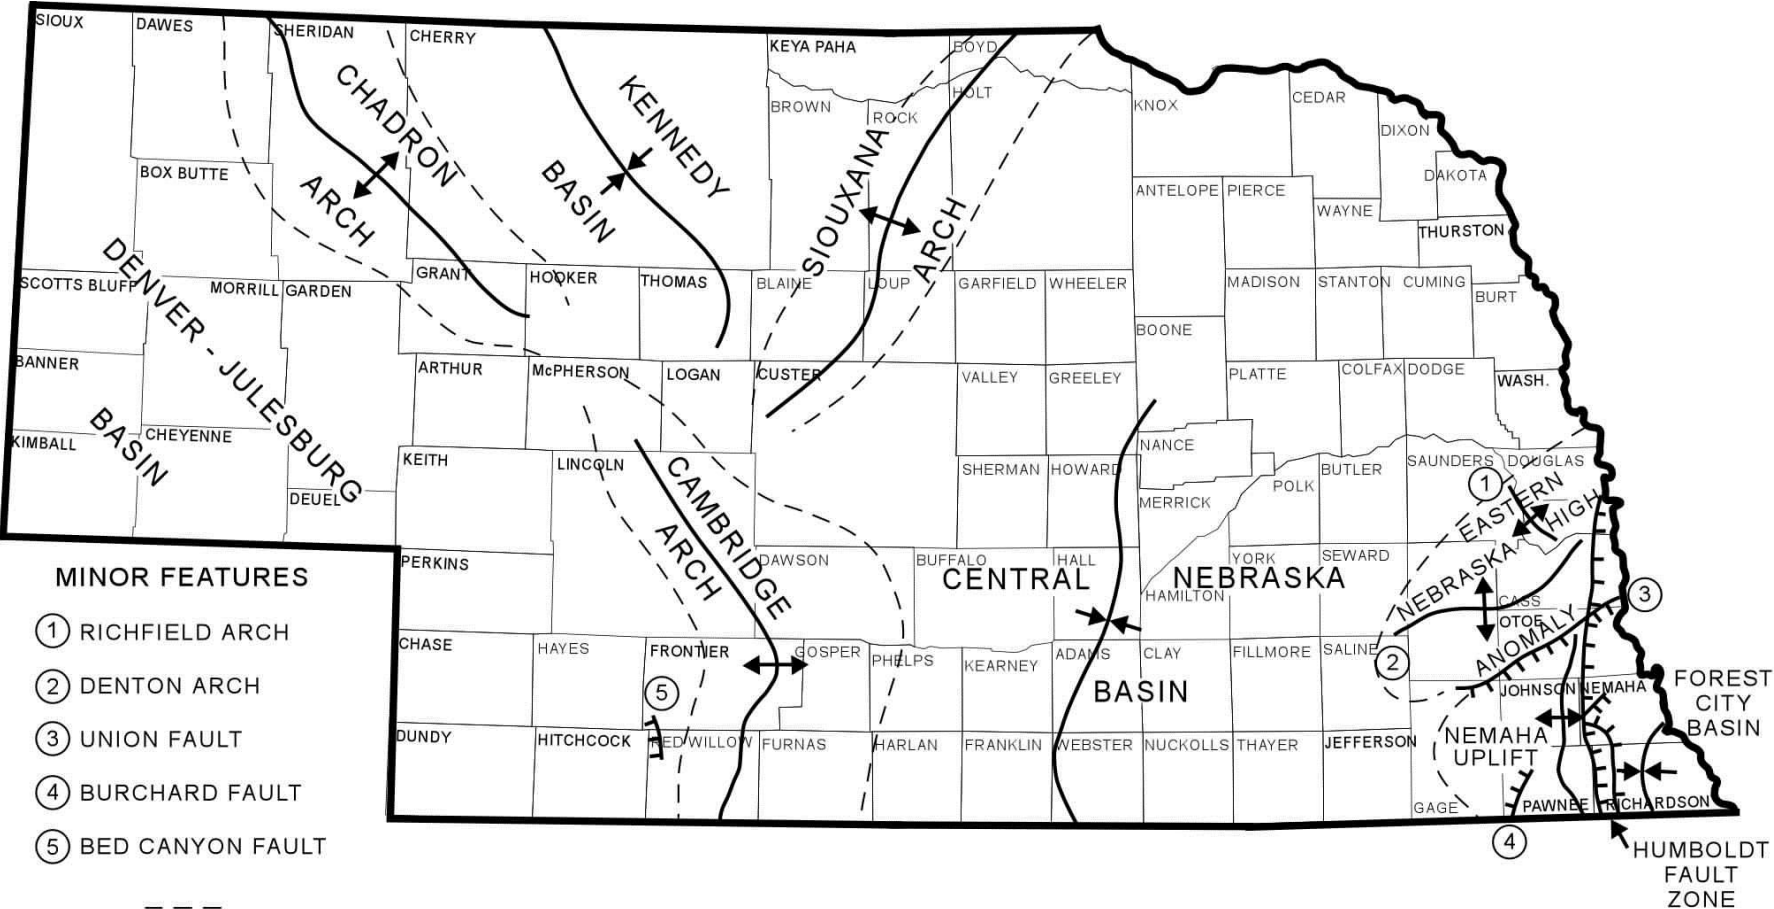 SIOUX
DAWES
SHERIDAN
CHERRY
KEYA PAHA
BOYD
HOLT
BROWN
ROCK
KNOX
CEDAR
DIXON
DAKOTA
BOX BUTTE
CHADRON
ARCH
KENNEDY
BASIN
SIOUXANA
ARCH
ANTELOPE
PIERCE
WAYNE
THURSTON
SCOTTS BLUFF
MORRILL
GARDEN
GRANT
HOOKER
THOMAS
BLAINE
LOUP
GARFIELD
WHEELER
MADISON
STANTON
CUMING
BURT
BOONE
DENVER - JULESBURG
BASIN
BANNER
ARTHUR
McPHERSON
LOGAN
CUSTER
VALLEY
GREELEY
PLATTE
COLFAX
DODGE
WASH.
KIMBALL
CHEYENNE
DEUEL
KEITH
LINCOLN
CAMBRIDGE
ARCH
SHERMAN
HOWARD
NANCE
MERRICK
POLK
BUTLER
SAUNDERS
DOUGLAS
1
EASTERN
NEBRASKA
HIGH
PERKINS
DAWSON
BUFFALO
HALL
YORK
SEWARD
HAMILTON
CENTRAL
NEBRASKA
BASIN
CASS
OTOE
ANOMALY
3
CHASE
HAYES
FRONTIER
GOSPER
PHELPS
KEARNEY
ADAMS
CLAY
FILLMORE
SALINE
2
JOHNSON
NEMAHA
FOREST
CITY
BASIN
5
DUNDY
HITCHCOCK
RED WILLOW
FURNAS
HARLAN
FRANKLIN
WEBSTER
NUCKOLLS
THAYER
JEFFERSON
NEMAHA
UPLIFT
GAGE
PAWNEE
RICHARDSON
4
HUMBOLDT
FAULT
ZONE
MINOR FEATURES
1 RICHFIELD ARCH
2 DENTON ARCH
3 UNION FAULT
4 BURCHARD FAULT
5 BED CANYON FAULT